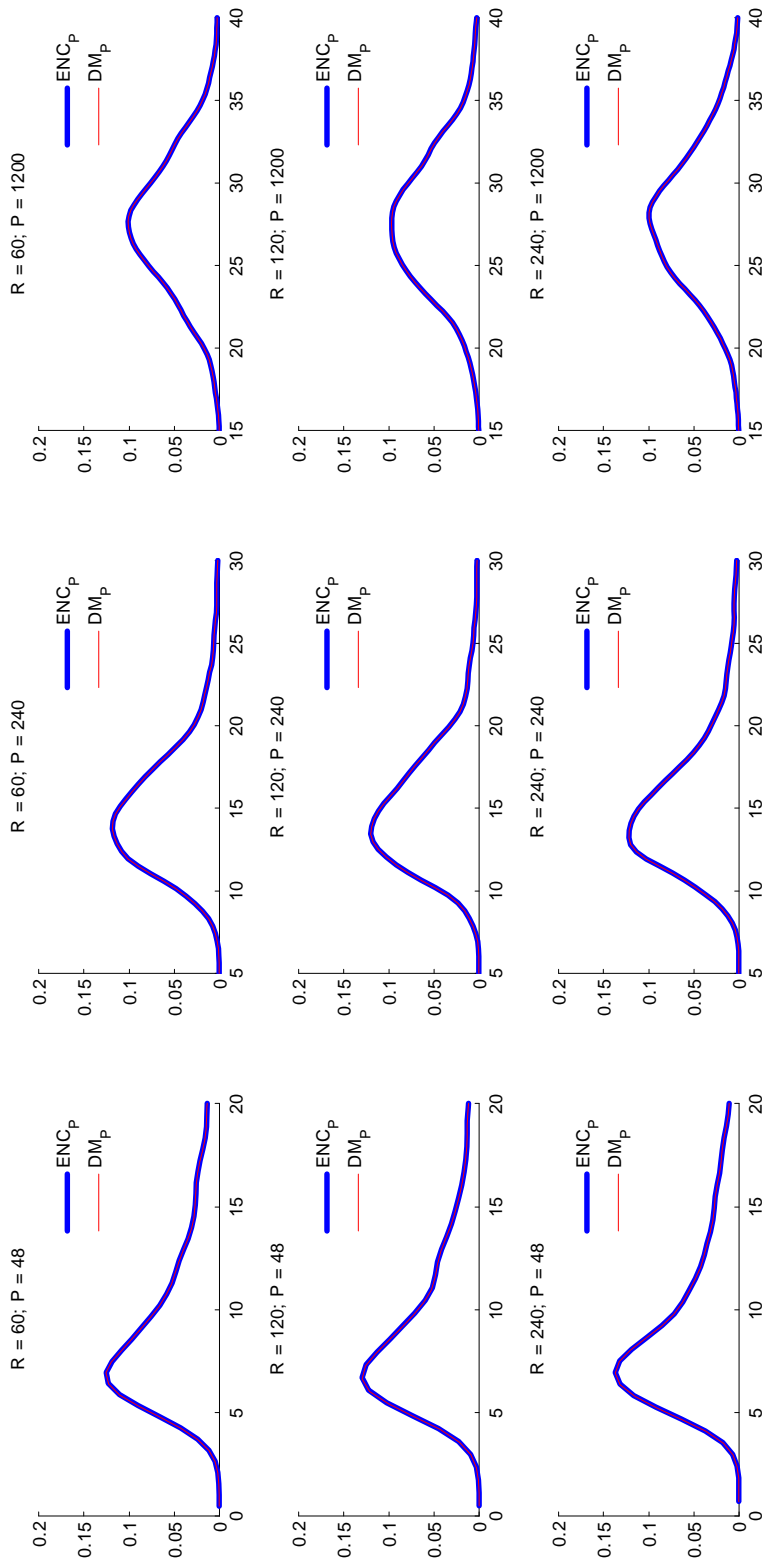 R = 60; P = 48
0.2
0.15
0.1
0.05
0
0 5 10 15 20
ENC_P
DM_P
R = 60; P = 240
0.2
0.15
0.1
0.05
0
5 10 15 20 25 30
ENC_P
DM_P
R = 60; P = 1200
0.2
0.15
0.1
0.05
0
15 20 25 30 35 40
ENC_P
DM_P
R = 120; P = 48
0.2
0.15
0.1
0.05
0
0 5 10 15 20
ENC_P
DM_P
R = 120; P = 240
0.2
0.15
0.1
0.05
0
5 10 15 20 25 30
ENC_P
DM_P
R = 120; P = 1200
0.2
0.15
0.1
0.05
0
15 20 25 30 35 40
ENC_P
DM_P
R = 240; P = 48
0.2
0.15
0.1
0.05
0
0 5 10 15 20
ENC_P
DM_P
R = 240; P = 240
0.2
0.15
0.1
0.05
0
5 10 15 20 25 30
ENC_P
DM_P
R = 240; P = 1200
0.2
0.15
0.1
0.05
0
15 20 25 30 35 40
ENC_P
DM_P